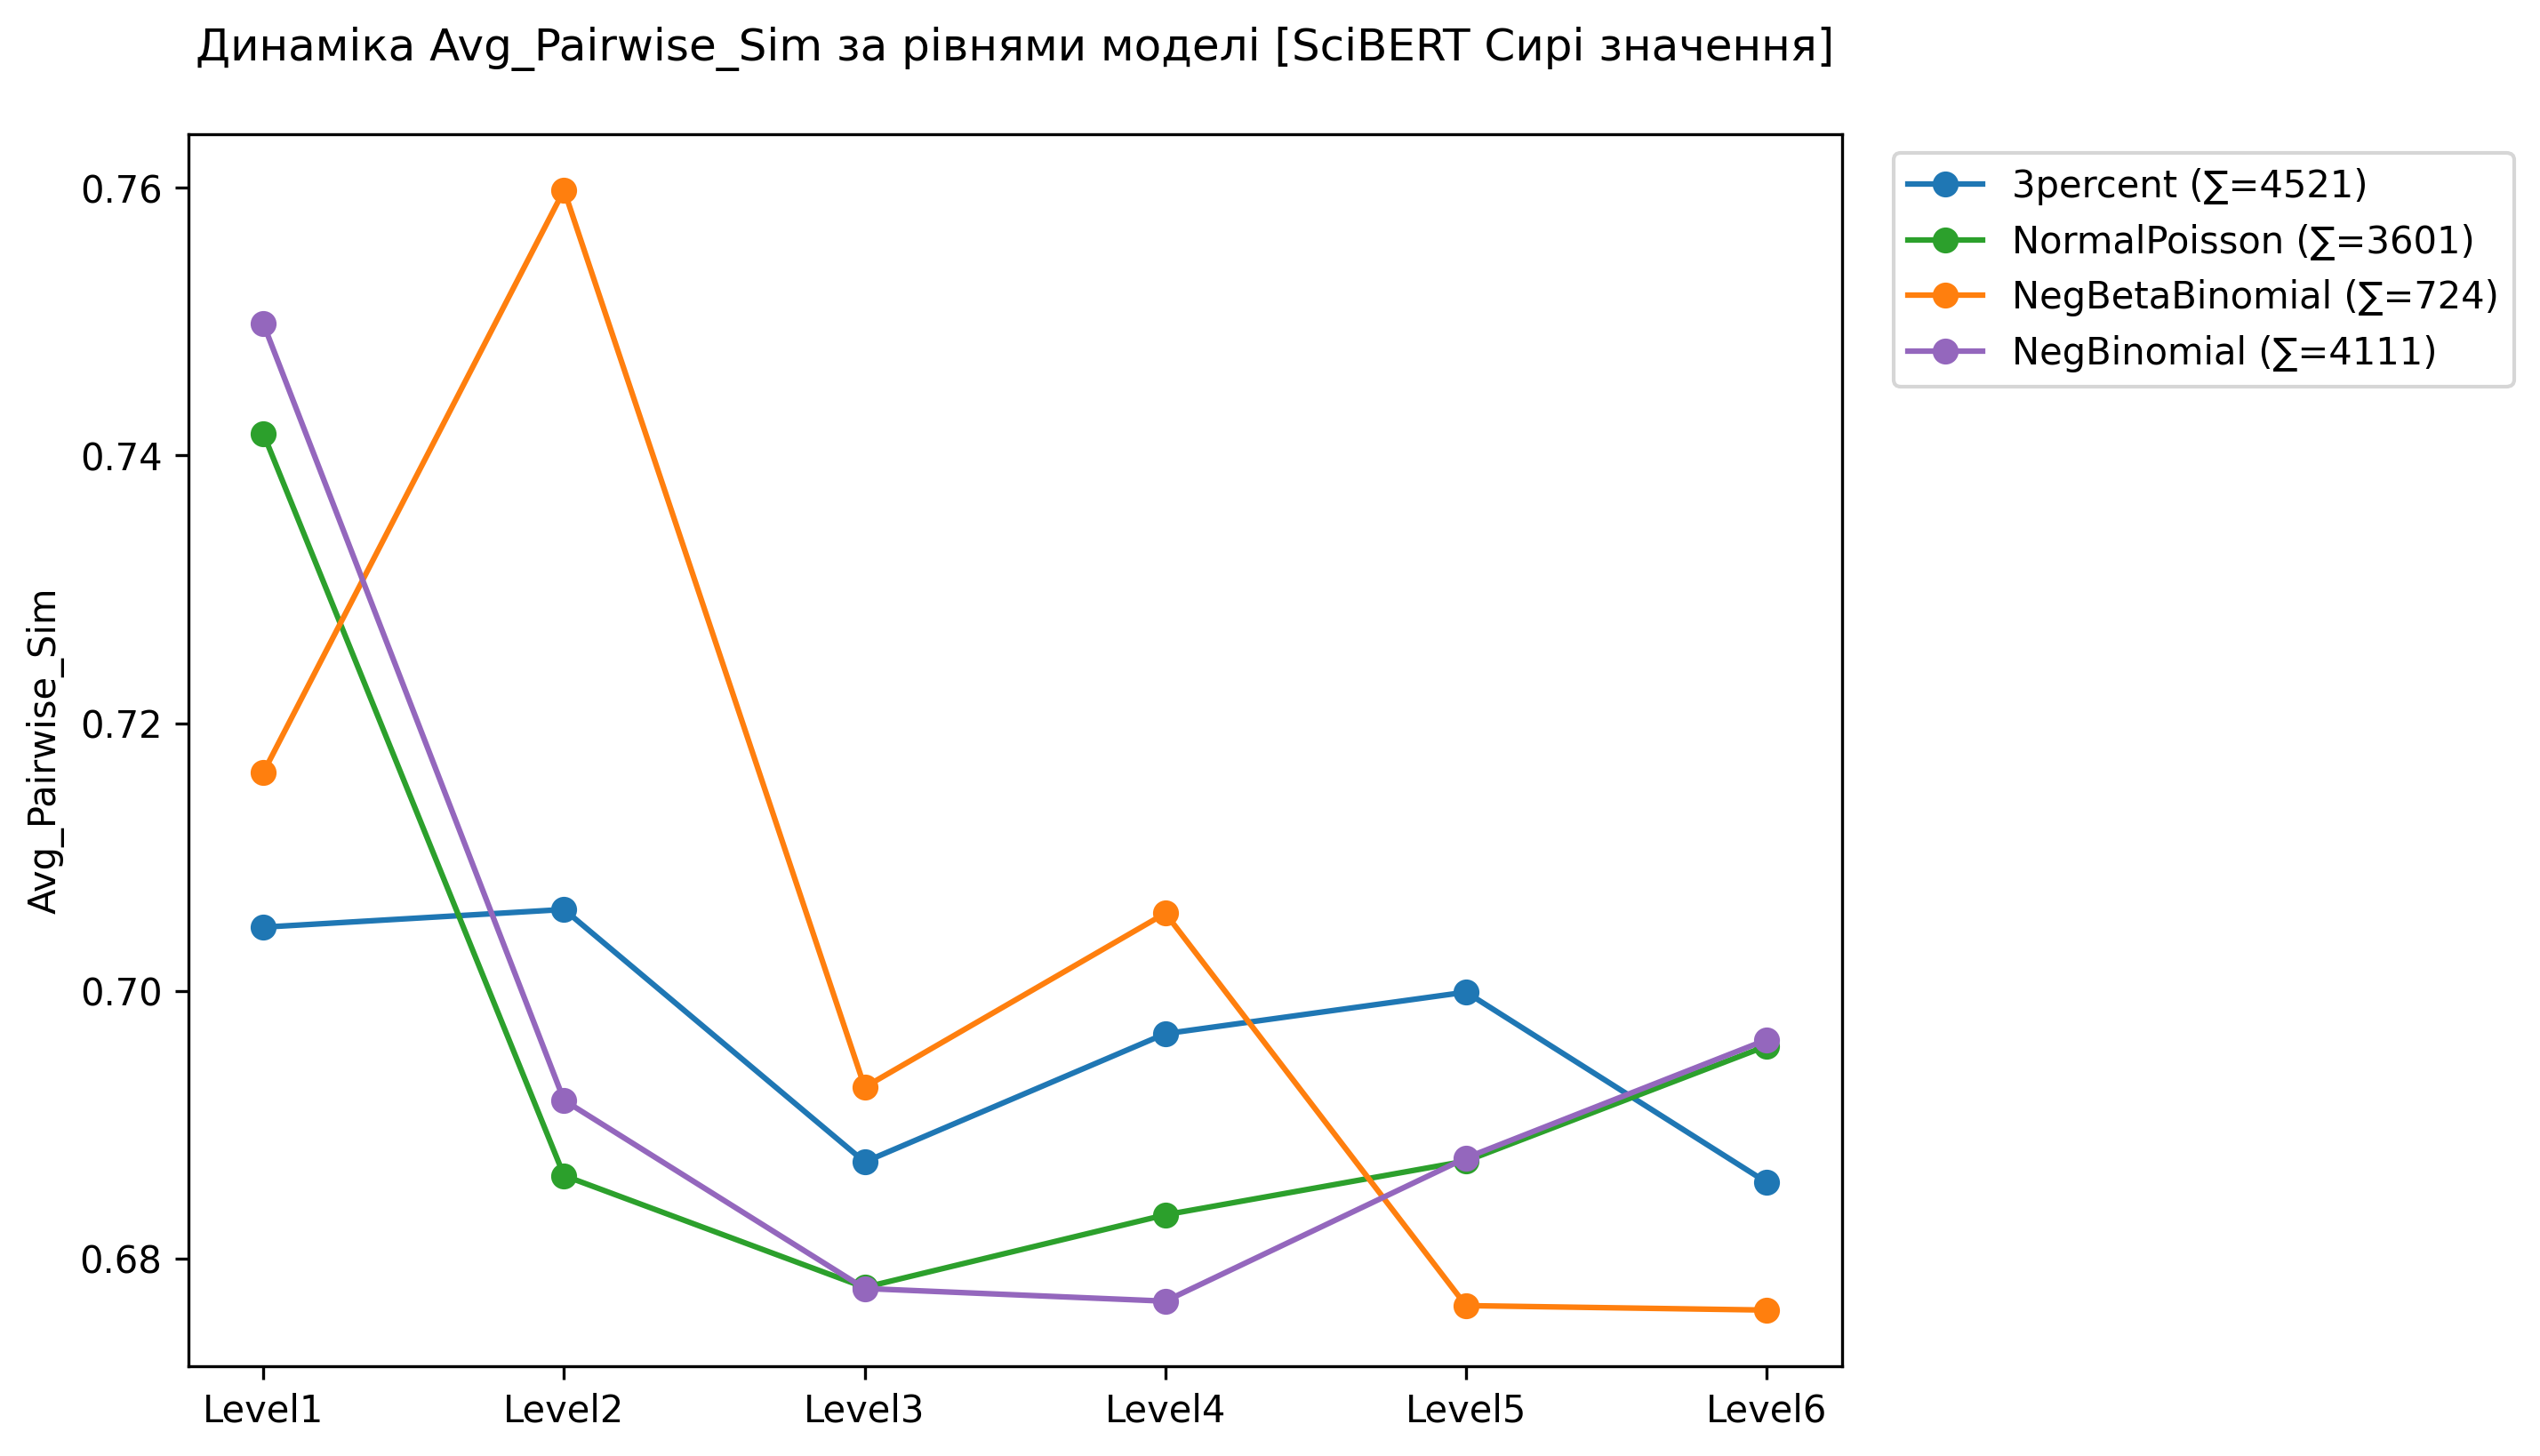 Динаміка Avg_Pairwise_Sim за рівнями моделі [SciBERT Сирі значення]
3percent (∑=4521)
NormalPoisson (∑=3601)
NegBetaBinomial (∑=724)
NegBinomial (∑=4111)
Avg_Pairwise_Sim
0.76
0.74
0.72
0.70
0.68
Level1 Level2 Level3 Level4 Level5 Level6